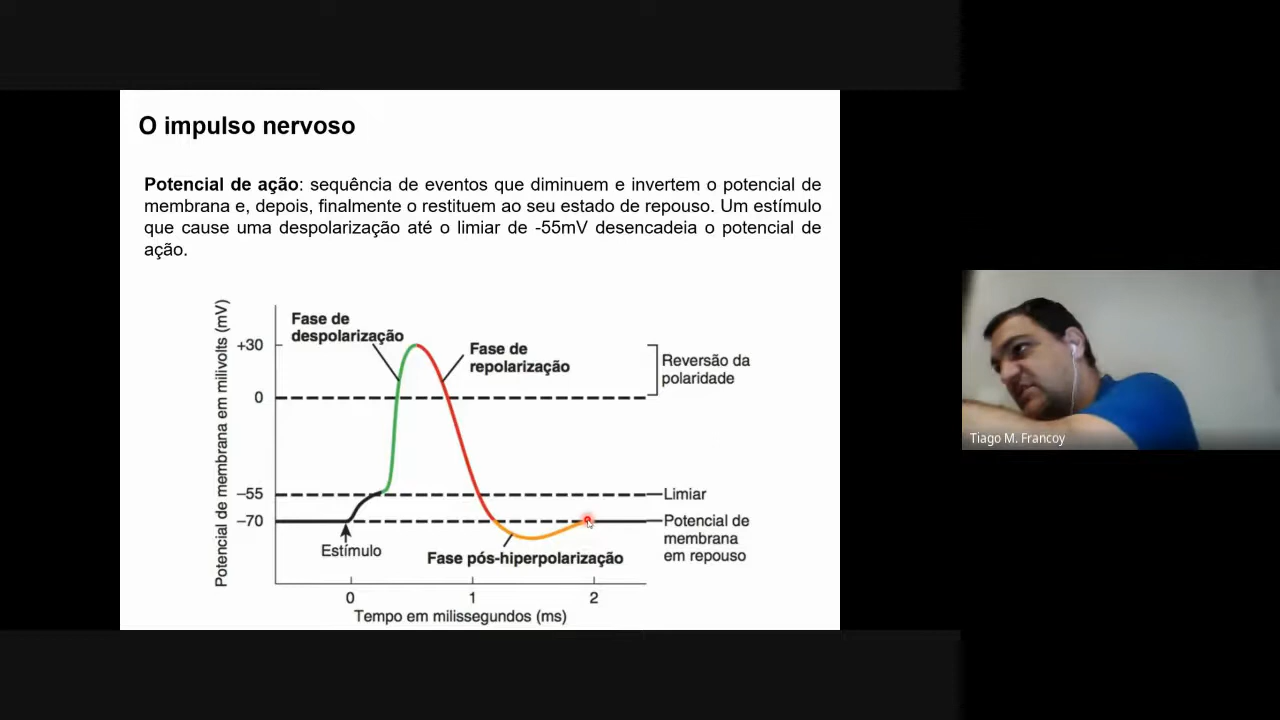 O impulso nervoso
Potencial de ação: sequência de eventos que diminuem e invertem o potencial de
membrana e, depois, finalmente o restituem ao seu estado de repouso. Um estímulo
que cause uma despolarização até o limiar de -55mV desencadeia o potencial de
ação.
Potencial de membrana em milivolts (mV)
Fase de
despolarização
+30
Fase de
repolarização
Reversão da
polaridade
0
–55
Limiar
–70
Potencial de
membrana
em repouso
Estímulo
Fase pós-hiperpolarização
0
1
2
Tempo em milissegundos (ms)
Tiago M. Francoy